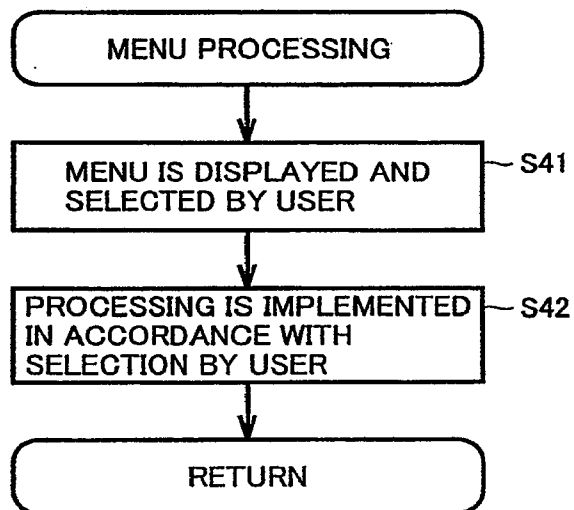 MENU PROCESSING
MENU IS DISPLAYED AND
SELECTED BY USER
S41
PROCESSING IS IMPLEMENTED
IN ACCORDANCE WITH
SELECTION BY USER
S42
RETURN